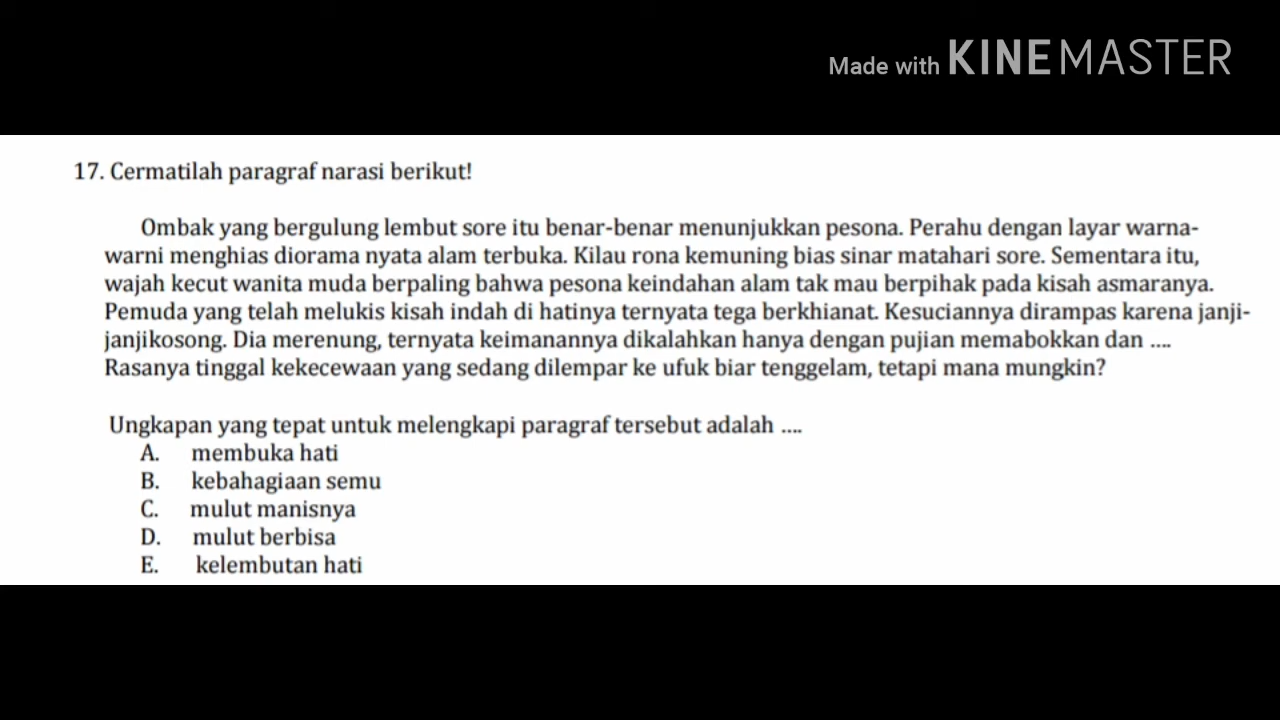 Made with KINEMASTER
17. Cermatilah paragraf narasi berikut!
Ombak yang bergulung lembut sore itu benar-benar menunjukkan pesona. Perahu dengan layar warna-
warni menghias diorama nyata alam terbuka. Kilau rona kemuning bias sinar matahari sore. Sementara itu,
wajah kecut wanita muda berpaling bahwa pesona keindahan alam tak mau berpihak pada kisah asmaranya.
Pemuda yang telah melukis kisah indah di hatinya ternyata tega berkhianat. Kesuciannya dirampas karena janji-
janjikosong. Dia merenung, ternyata keimanannya dikalahkan hanya dengan pujian memabokkan dan ....
Rasanya tinggal kekecewaan yang sedang dilempar ke ufuk biar tenggelam, tetapi mana mungkin?
Ungkapan yang tepat untuk melengkapi paragraf tersebut adalah ....
A. membuka hati
B. kebahagiaan semu
C. mulut manisnya
D. mulut berbisa
E. kelembutan hati